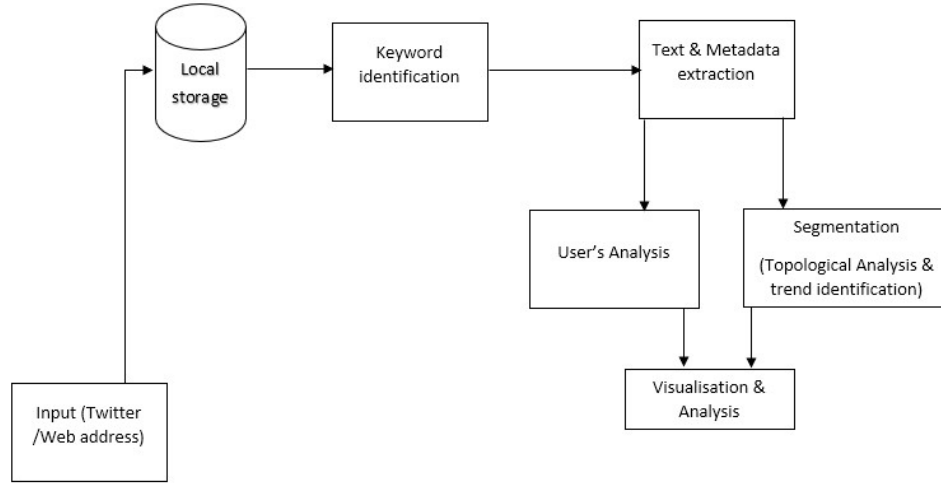 Local
storage
Keyword
identification
Text & Metadata
extraction
User's Analysis
Segmentation
(Topological Analysis &
trend identification)
Visualisation &
Analysis
Input (Twitter
/Web address)